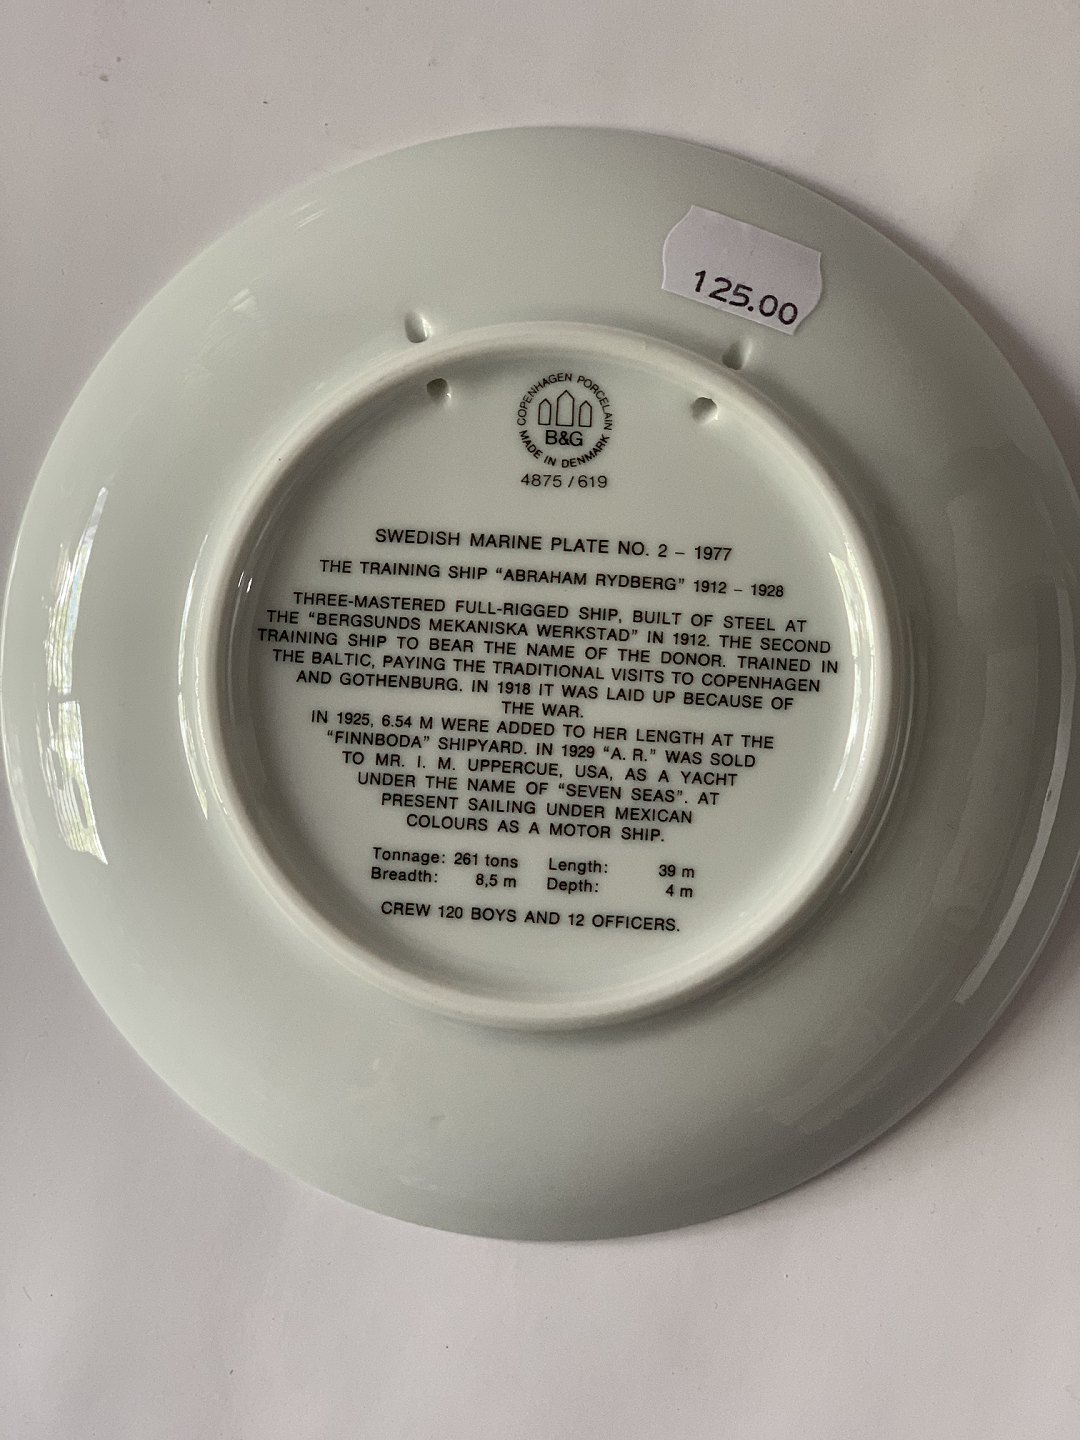 125.00
COPENHAGEN PORCELAIN
B&G
MADE IN DENMARK
4875 / 619
SWEDISH MARINE PLATE NO. 2 – 1977
THE TRAINING SHIP “ABRAHAM RYDBERG” 1912 – 1928
THREE-MASTERED FULL-RIGGED SHIP, BUILT OF STEEL AT
THE “BERGSUNDS MEKANISKA WERKSTAD” IN 1912. THE SECOND
TRAINING SHIP TO BEAR THE NAME OF THE DONOR. TRAINED IN
THE BALTIC, PAYING THE TRADITIONAL VISITS TO COPENHAGEN
AND GOTHENBURG. IN 1918 IT WAS LAID UP BECAUSE OF
THE WAR.
IN 1925, 6.54 M WERE ADDED TO HER LENGTH AT THE
“FINNBODA” SHIPYARD. IN 1929 “A. R.” WAS SOLD
TO MR. I. M. UPPERCUE, USA, AS A YACHT
UNDER THE NAME OF “SEVEN SEAS”. AT
PRESENT SAILING UNDER MEXICAN
COLOURS AS A MOTOR SHIP.
Tonnage: 261 tons Length: 39 m
Breadth: 8,5 m Depth: 4 m
CREW 120 BOYS AND 12 OFFICERS.